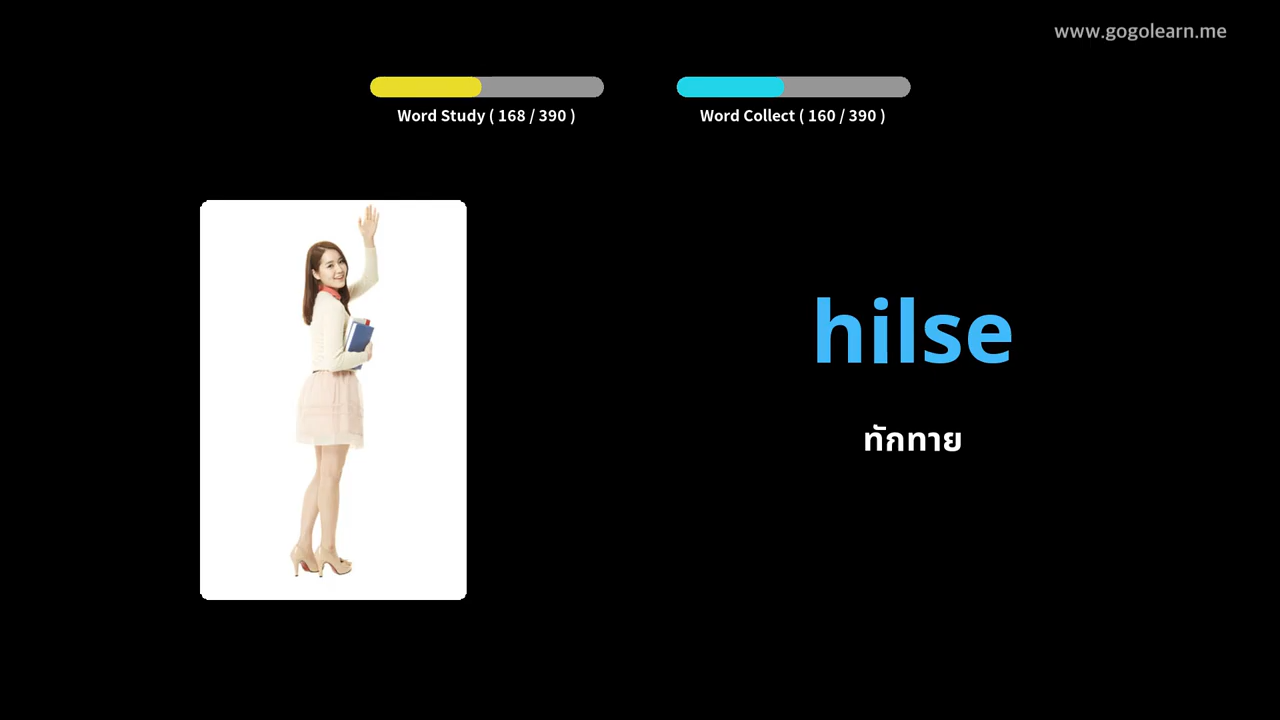 www.gogolearn.me
Word Study ( 168 / 390 )
Word Collect ( 160 / 390 )
hilse
ทักทาย